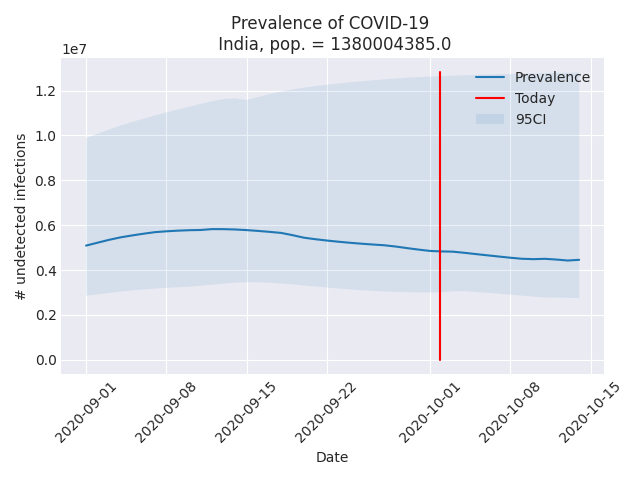 Prevalence of COVID-19
India, pop. = 1380004385.0
1e7
Prevalence
Today
95CI
1.2
1.0
0.8
0.6
0.4
0.2
0.0
# undetected infections
2020-09-01
2020-09-08
2020-09-15
2020-09-22
2020-10-01
2020-10-08
2020-10-15
Date